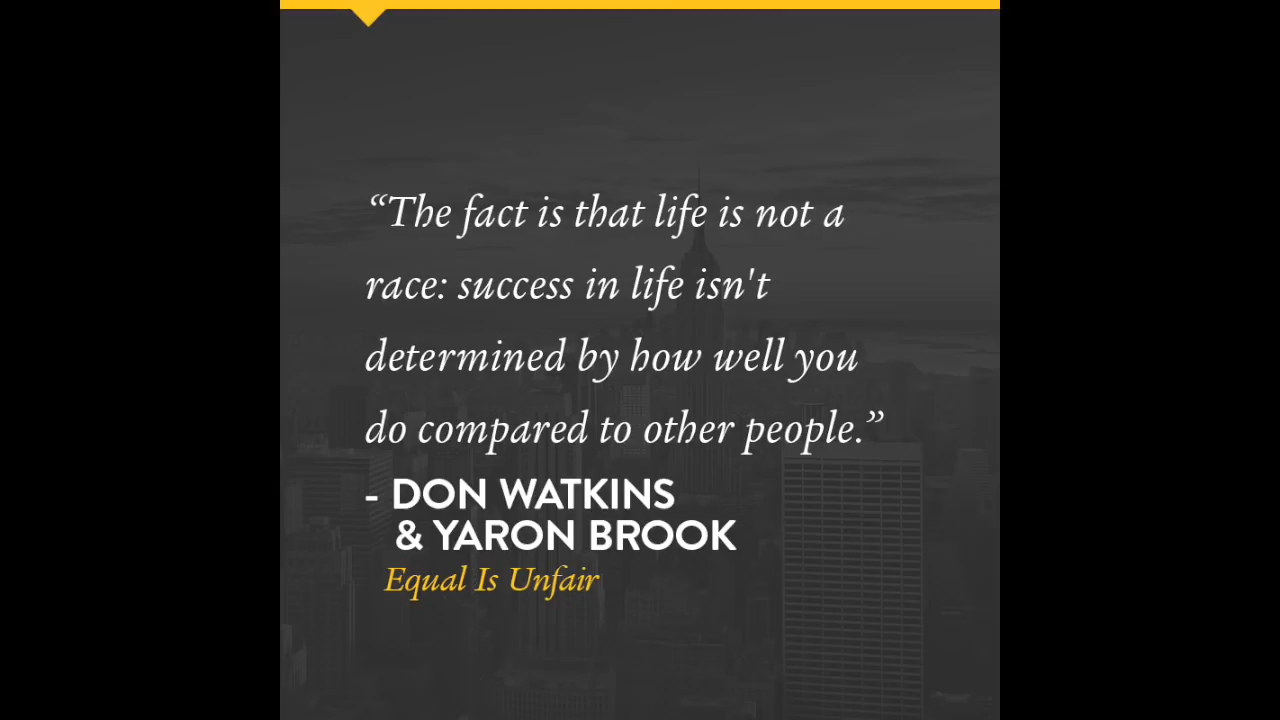 “The fact is that life is not a
race: success in life isn't
determined by how well you
do compared to other people.”
- DON WATKINS
& YARON BROOK
Equal Is Unfair